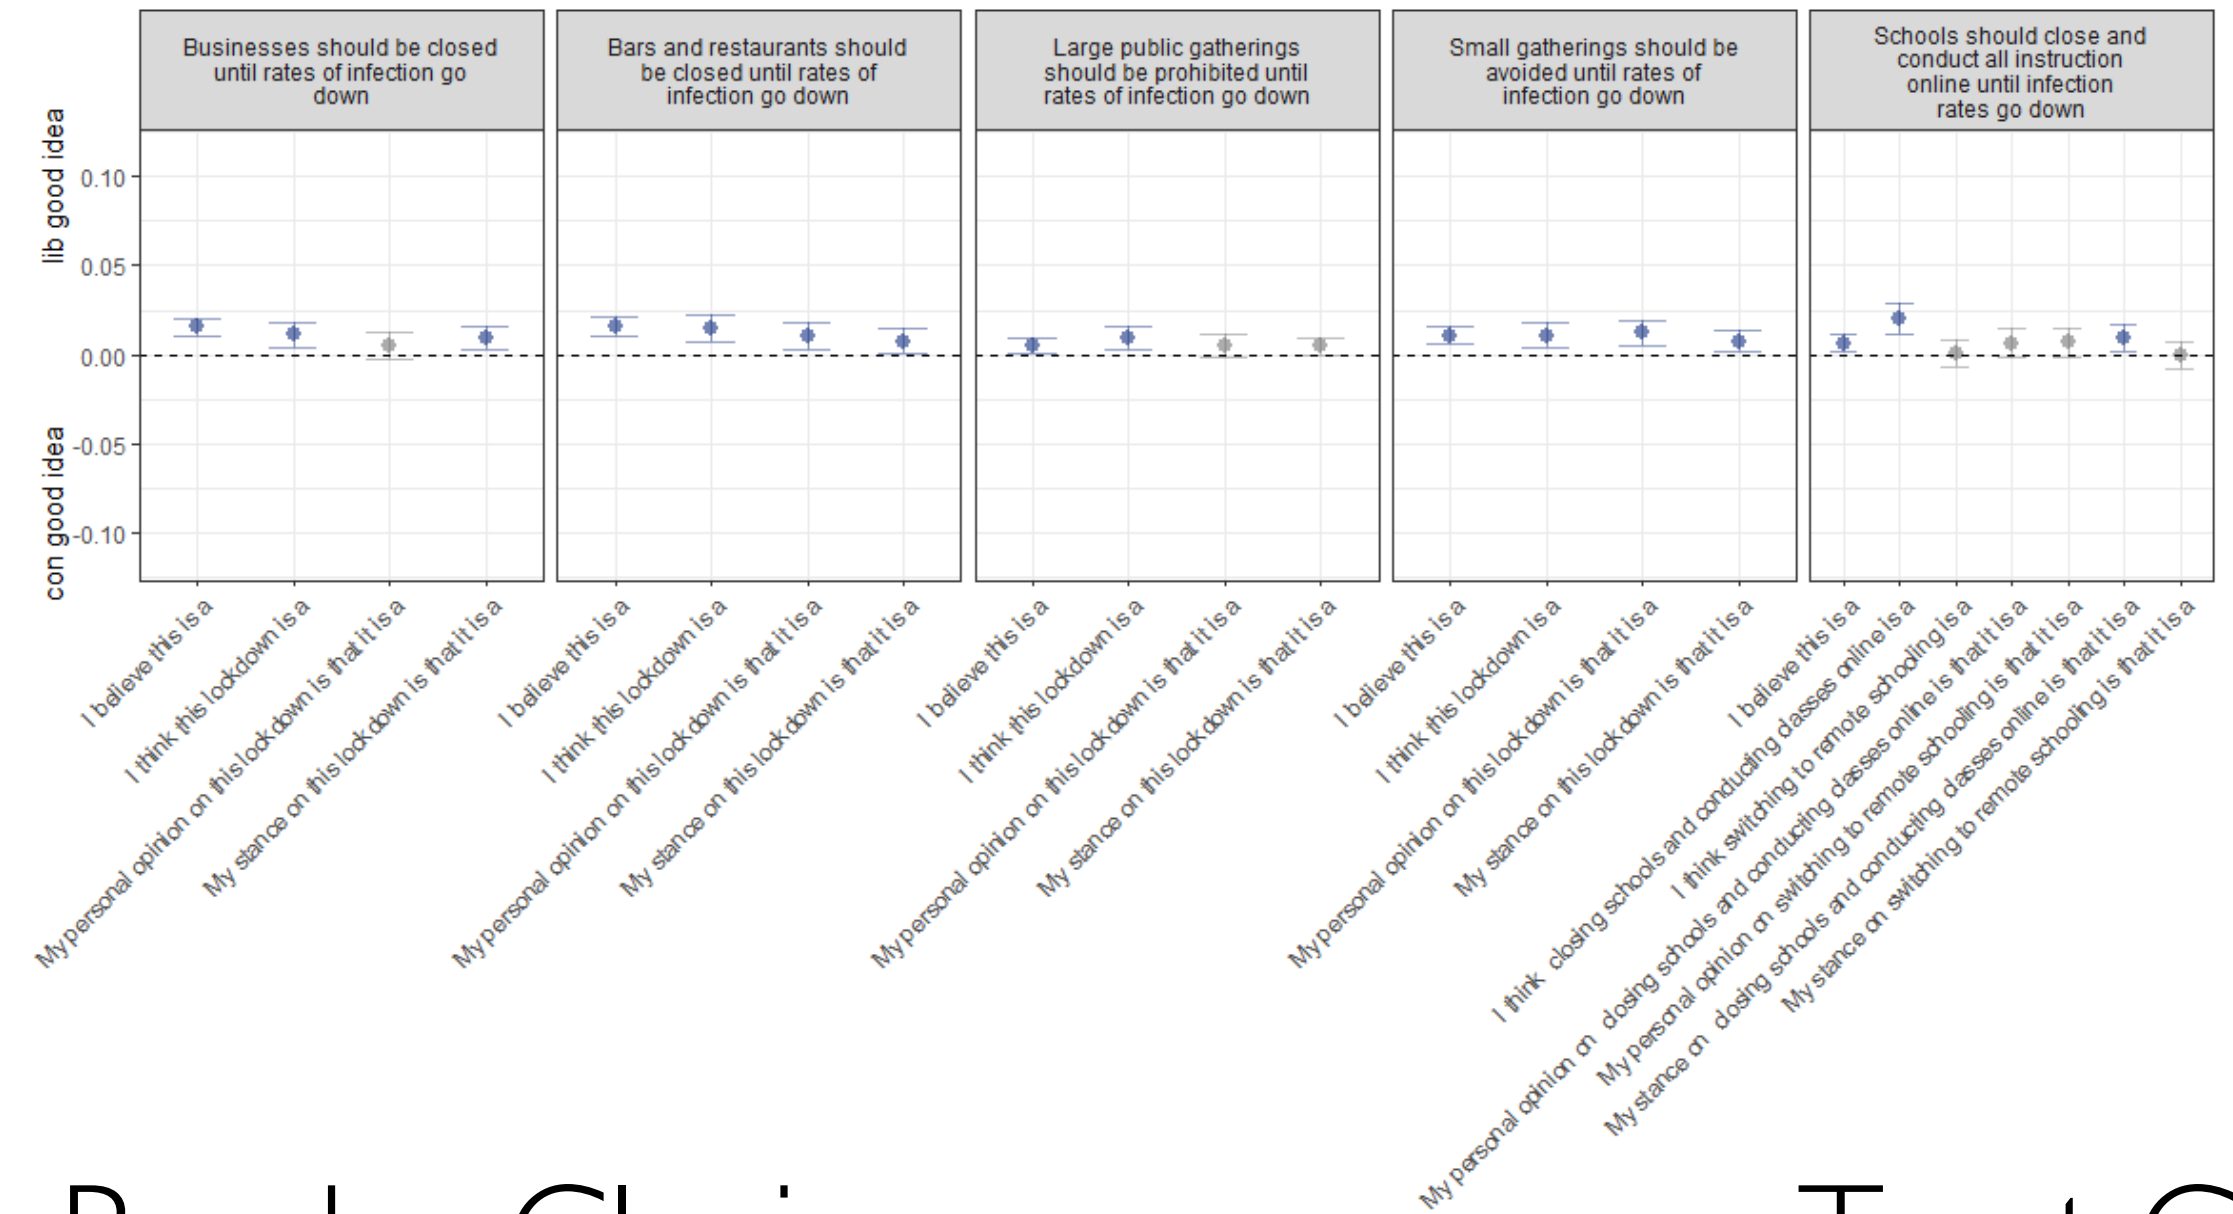 Businesses should be closed
until rates of infection go
down
Bars and restaurants should
be closed until rates of
infection go down
Large public gatherings
should be prohibited until
rates of infection go down
Small gatherings should be
avoided until rates of
infection go down
Schools should close and
conduct all instruction
online until infection
rates go down
lib good idea
con good idea
0.10
0.05
0.00
-0.05
-0.10
I believe this is a
I think this lockdown is a
My personal opinion on this lockdown is that it is a
My stance on this lockdown is that it is a
I believe this is a
I think this lockdown is a
My personal opinion on this lockdown is that it is a
My stance on this lockdown is that it is a
I believe this is a
I think this lockdown is a
My personal opinion on this lockdown is that it is a
My stance on this lockdown is that it is a
I believe this is a
I think this lockdown is a
My personal opinion on this lockdown is that it is a
My stance on this lockdown is that it is a
I believe this is a
I think closing schools and conducting classes online is a
I think switching to remote schooling is a
My personal opinion on closing schools and conducting classes online is that it is a
My personal opinion on switching to remote schooling is that it is a
My stance on closing schools and conducting classes online is that it is a
My stance on switching to remote schooling is that it is a